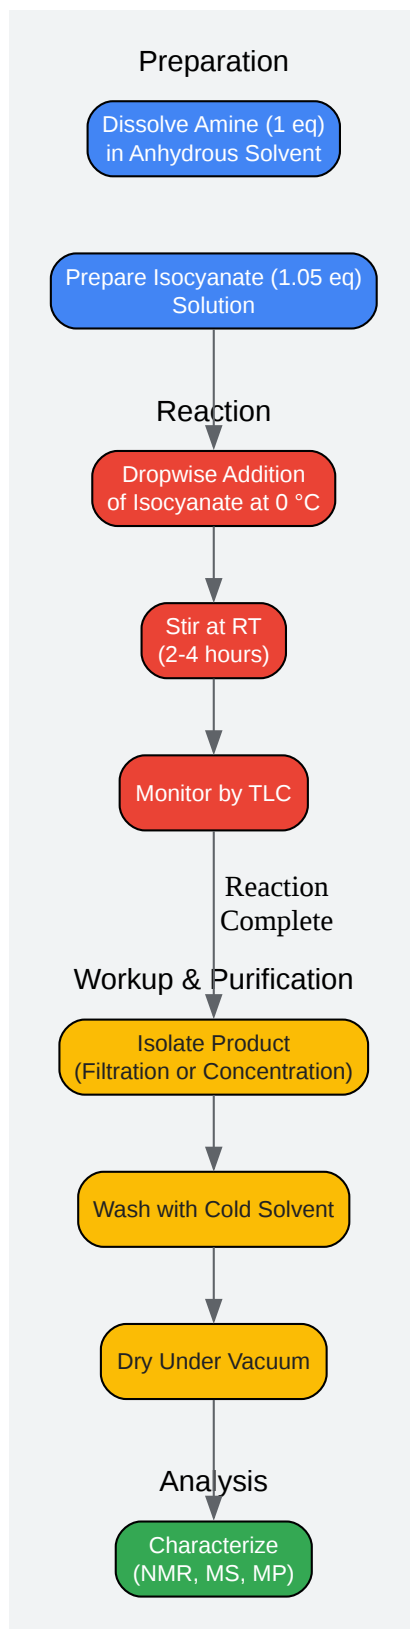 Preparation
Dissolve Amine (1 eq)
in Anhydrous Solvent
Prepare Isocyanate (1.05 eq)
Solution
Reaction
Dropwise Addition
of Isocyanate at 0 °C
Stir at RT
(2-4 hours)
Monitor by TLC
Reaction
Complete
Workup & Purification
Isolate Product
(Filtration or Concentration)
Wash with Cold Solvent
Dry Under Vacuum
Analysis
Characterize
(NMR, MS, MP)